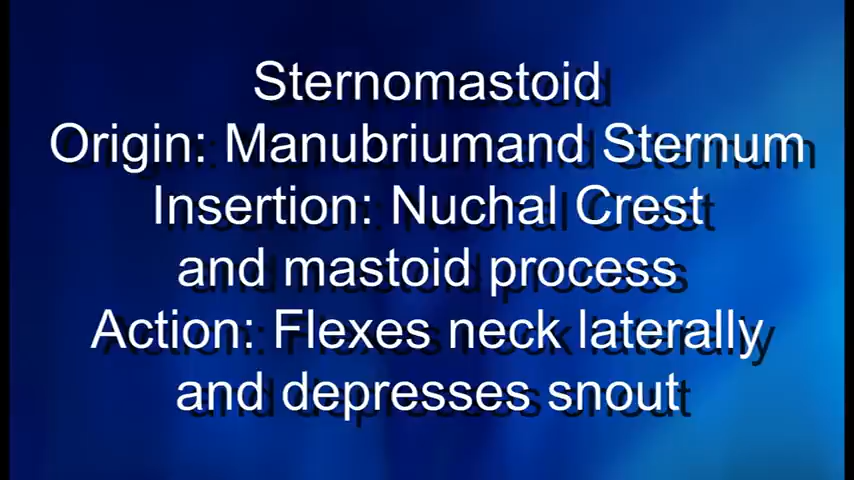 Sternomastoid
Origin: Manubriumand Sternum
Insertion: Nuchal Crest
and mastoid process
Action: Flexes neck laterally
and depresses snout